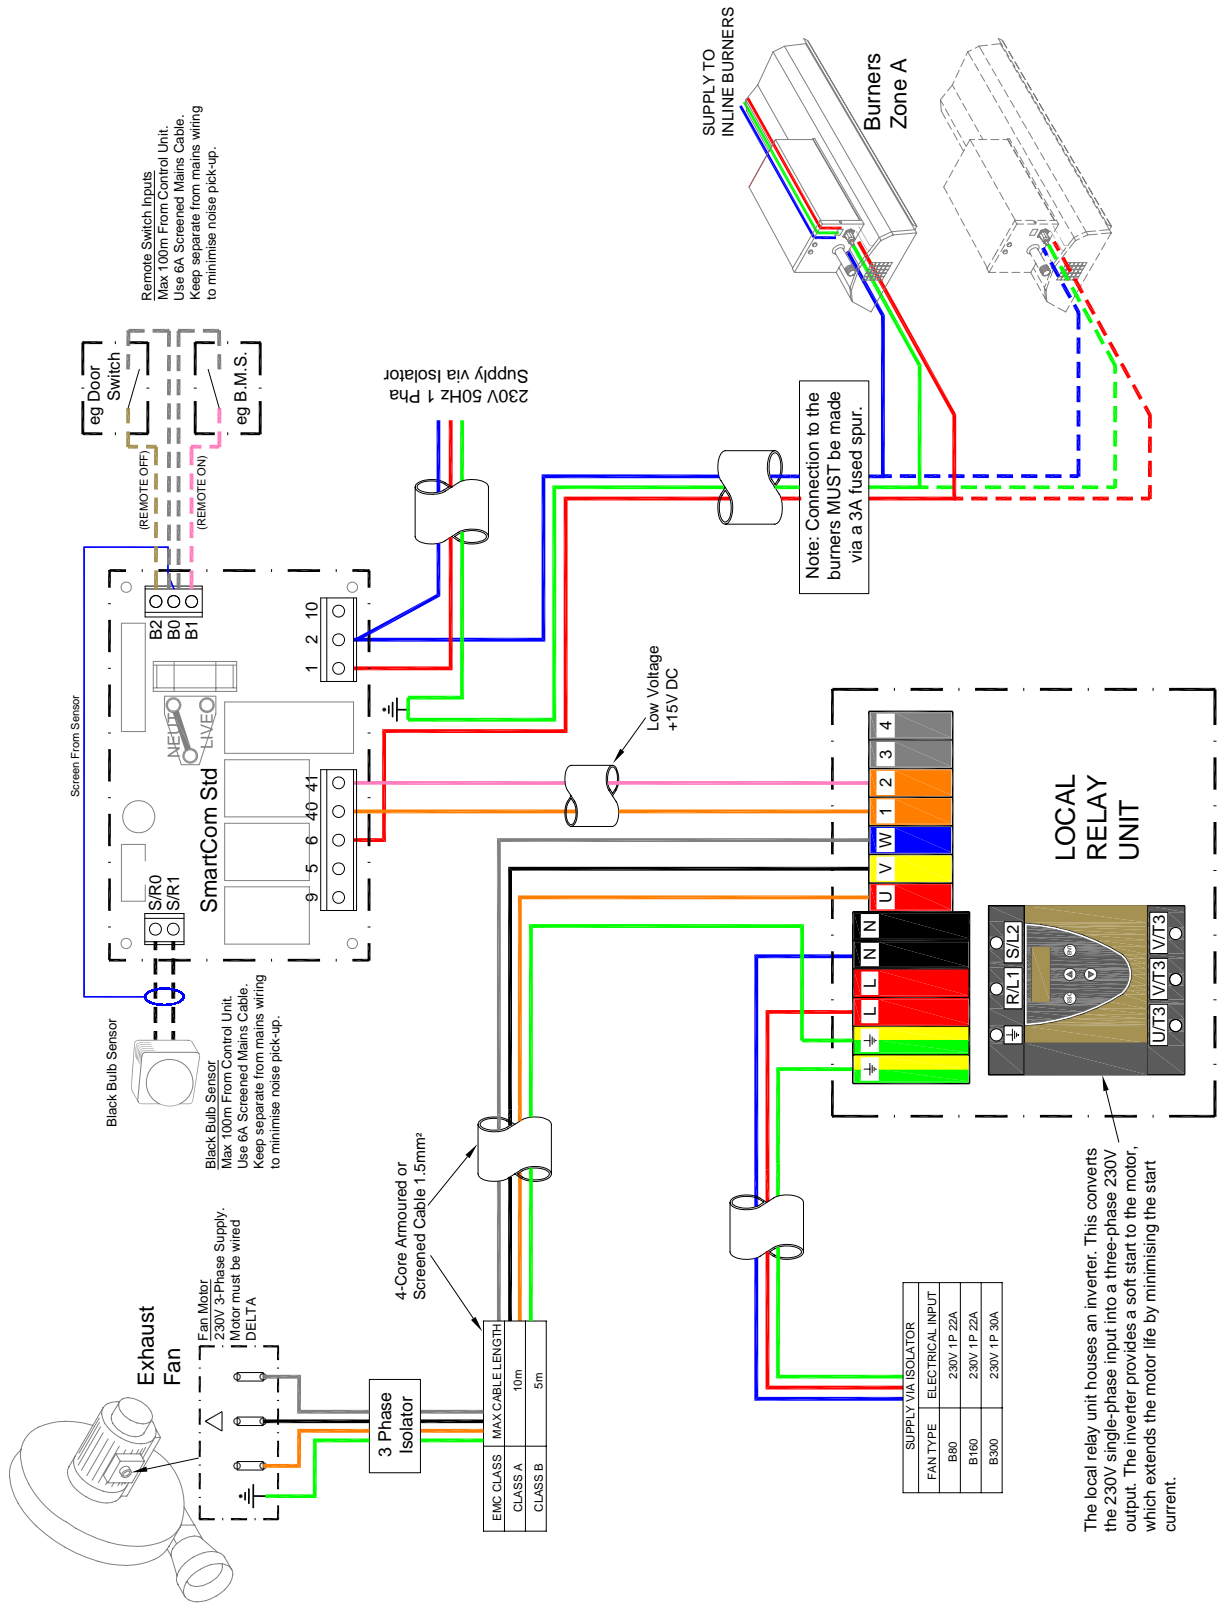 Exhaust
Fan
Fan Motor
230V 3-Phase Supply.
Motor must be wired
DELTA
3 Phase
Isolator
EMC CLASS MAX CABLE LENGTH
CLASS A 10m
CLASS B 5m
4-Core Armoured or
Screened Cable 1.5mm²
Black Bulb Sensor
Black Bulb Sensor
Max 100m From Control Unit.
Use 6A Screened Mains Cable.
Keep separate from mains wiring
to minimise noise pick-up.
Screen From Sensor
S/R0
S/R1
SmartCom Std
NEUT
LIVE
B2
B0
B1
9 5 6 40 41
1 2 10
(REMOTE OFF)
(REMOTE ON)
eg Door
Switch
eg B.M.S.
Remote Switch Inputs
Max 100m From Control Unit.
Use 6A Screened Mains Cable.
Keep separate from mains wiring
to minimise noise pick-up.
230V 50Hz 1 Pha
Supply via Isolator
Low Voltage
+15V DC
Note: Connection to the
burners MUST be made
via a 3A fused spur.
SUPPLY TO
INLINE BURNERS
Burners
Zone A
SUPPLY VIA ISOLATOR
FAN TYPE ELECTRICAL INPUT
B80 230V 1P 22A
B160 230V 1P 22A
B300 230V 1P 30A
L L N N U V W 1 2 3 4
R/L1 S/L2
U/T3 V/T3 V/T3
LOCAL
RELAY
UNIT
The local relay unit houses an inverter. This converts
the 230V single-phase input into a three-phase 230V
output. The inverter provides a soft start to the motor,
which extends the motor life by minimising the start
current.